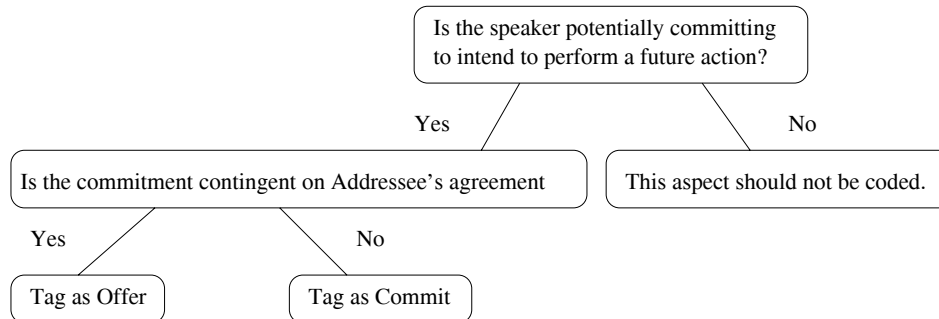 Is the speaker potentially committing
to intend to perform a future action?
Yes
No
Is the commitment contingent on Addressee's agreement
This aspect should not be coded.
Yes
No
Tag as Offer
Tag as Commit